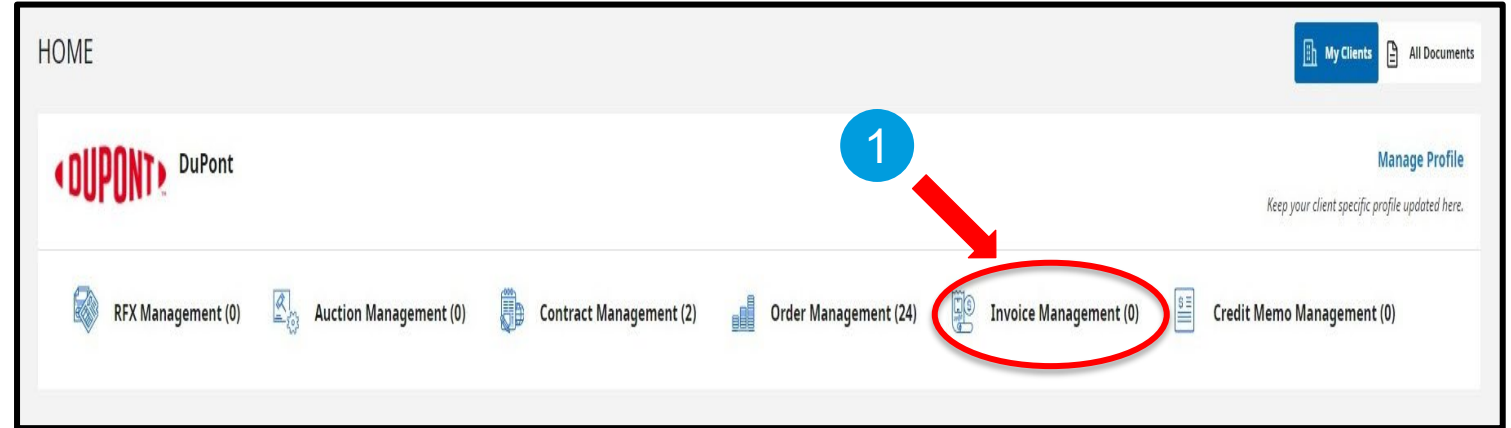 HOME
My Clients
All Documents
DUPONT
DuPont
1
Manage Profile
Keep your client specific profile updated here.
RFX Management (0)
Auction Management (0)
Contract Management (2)
Order Management (24)
Invoice Management (0)
Credit Memo Management (0)